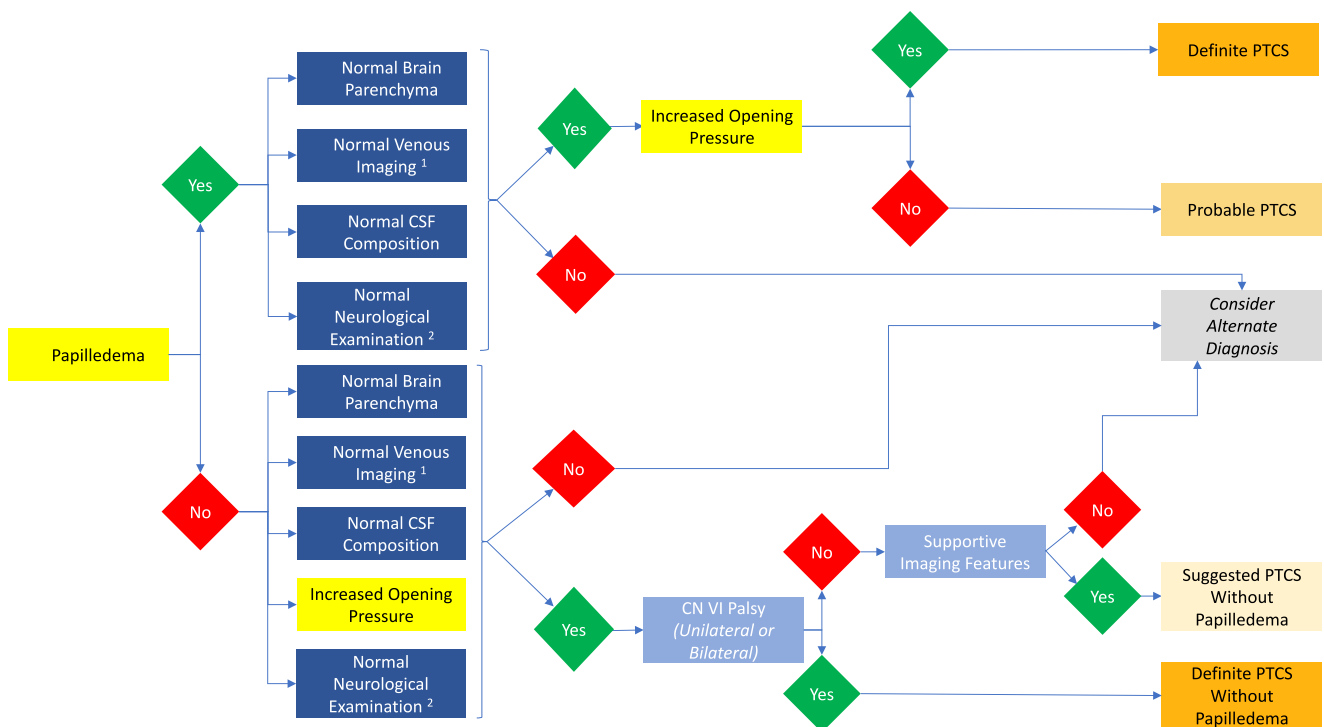 Papilledema
Yes
No
Normal Brain
Parenchyma
Normal Venous
Imaging ¹
Normal CSF
Composition
Normal
Neurological
Examination ²
Yes
No
Increased Opening
Pressure
Yes
No
Definite PTCS
Probable PTCS
Consider
Alternate
Diagnosis
Normal Brain
Parenchyma
Normal Venous
Imaging ¹
Normal CSF
Composition
Increased Opening
Pressure
Normal
Neurological
Examination ²
No
Yes
CN VI Palsy
(Unilateral or
Bilateral)
No
Yes
Supportive
Imaging Features
No
Yes
Suggested PTCS
Without
Papilledema
Definite PTCS
Without
Papilledema